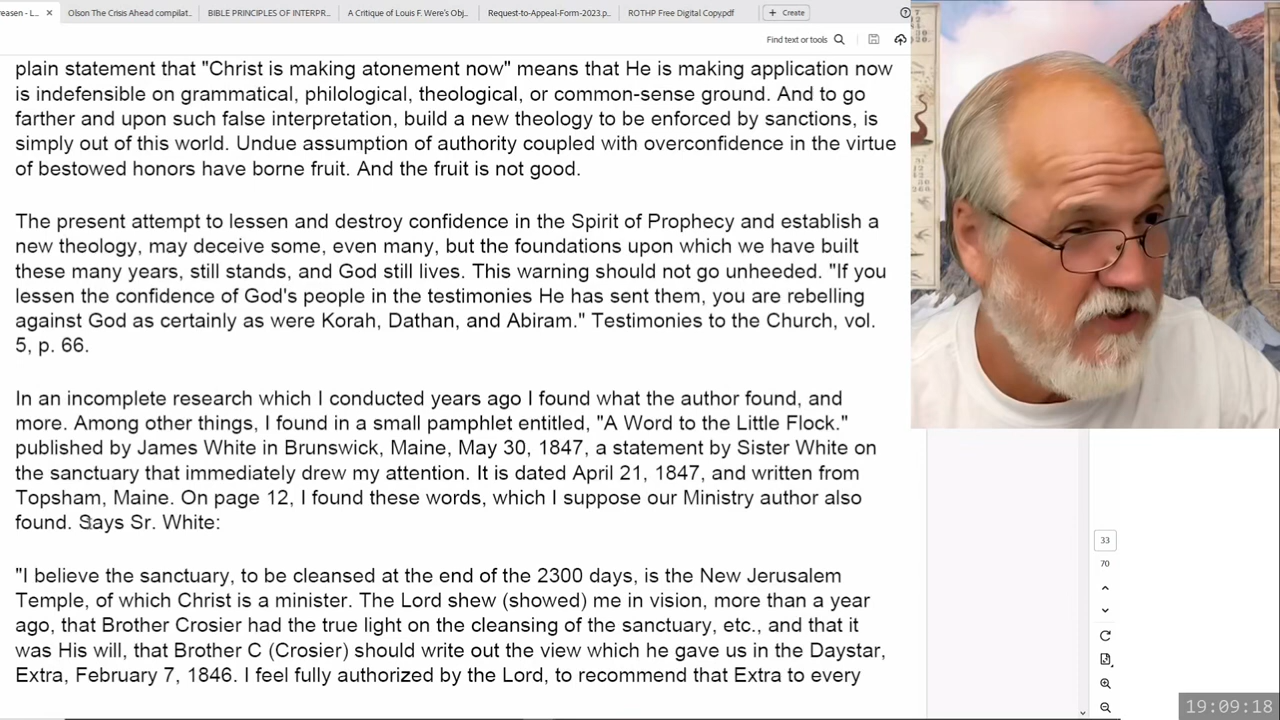 reasen - L... × Olson The Crisis Ahead compilat.. BIBLE PRINCIPLES OF INTERPR... A Critique of Louis F. Were's Obj.. Request-to-Appeal-Form-2023.p.. ROTHP Free Digital Copy.pdf + Create
Find text or tools
plain statement that "Christ is making atonement now" means that He is making application now
is indefensible on grammatical, philological, theological, or common-sense ground. And to go
farther and upon such false interpretation, build a new theology to be enforced by sanctions, is
simply out of this world. Undue assumption of authority coupled with overconfidence in the virtue
of bestowed honors have borne fruit. And the fruit is not good.
The present attempt to lessen and destroy confidence in the Spirit of Prophecy and establish a
new theology, may deceive some, even many, but the foundations upon which we have built
these many years, still stands, and God still lives. This warning should not go unheeded. "If you
lessen the confidence of God's people in the testimonies He has sent them, you are rebelling
against God as certainly as were Korah, Dathan, and Abiram." Testimonies to the Church, vol.
5, p. 66.
In an incomplete research which I conducted years ago I found what the author found, and
more. Among other things, I found in a small pamphlet entitled, "A Word to the Little Flock."
published by James White in Brunswick, Maine, May 30, 1847, a statement by Sister White on
the sanctuary that immediately drew my attention. It is dated April 21, 1847, and written from
Topsham, Maine. On page 12, I found these words, which I suppose our Ministry author also
found. Says Sr. White:
"I believe the sanctuary, to be cleansed at the end of the 2300 days, is the New Jerusalem
Temple, of which Christ is a minister. The Lord shew (showed) me in vision, more than a year
ago, that Brother Crosier had the true light on the cleansing of the sanctuary, etc., and that it
was His will, that Brother C (Crosier) should write out the view which he gave us in the Daystar,
Extra, February 7, 1846. I feel fully authorized by the Lord, to recommend that Extra to every
33
70
19:09:18